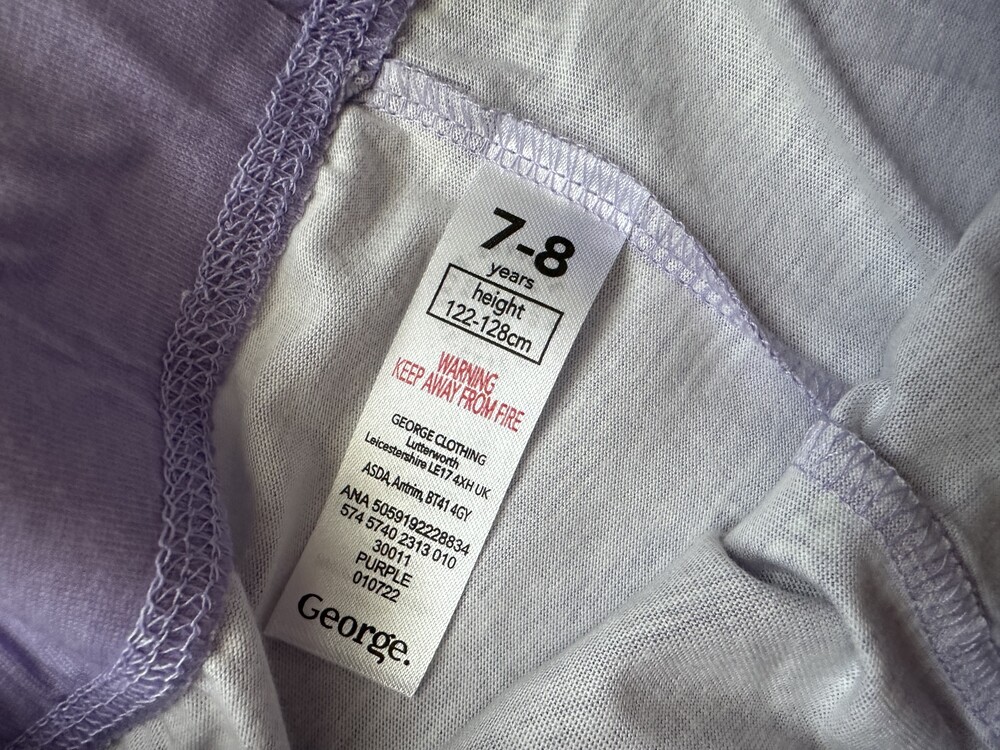 7-8
years
height
122-128cm
WARNING
KEEP AWAY FROM FIRE
GEORGE CLOTHING
Lutterworth
Leicestershire LE17 4XH UK
ASDA, Antrim, BT41 4GY
ANA 5059192228834
574 5740 2313 010
30011
PURPLE
010722
George.